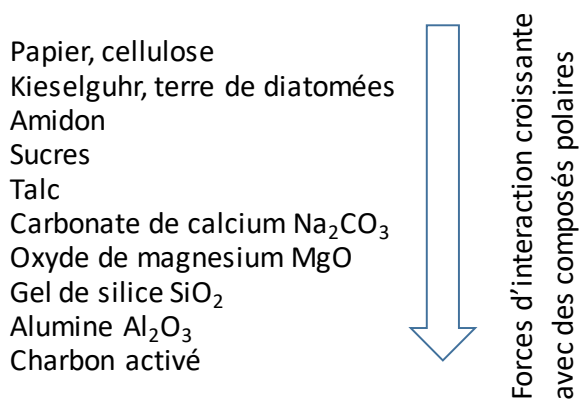 Papier, cellulose
Kieselguhr, terre de diatomées
Amidon
Sucres
Talc
Carbonate de calcium Na₂CO₃
Oxyde de magnesium MgO
Gel de silice SiO₂
Alumine Al₂O₃
Charbon activé
Forces d’interaction croissante
avec des composés polaires